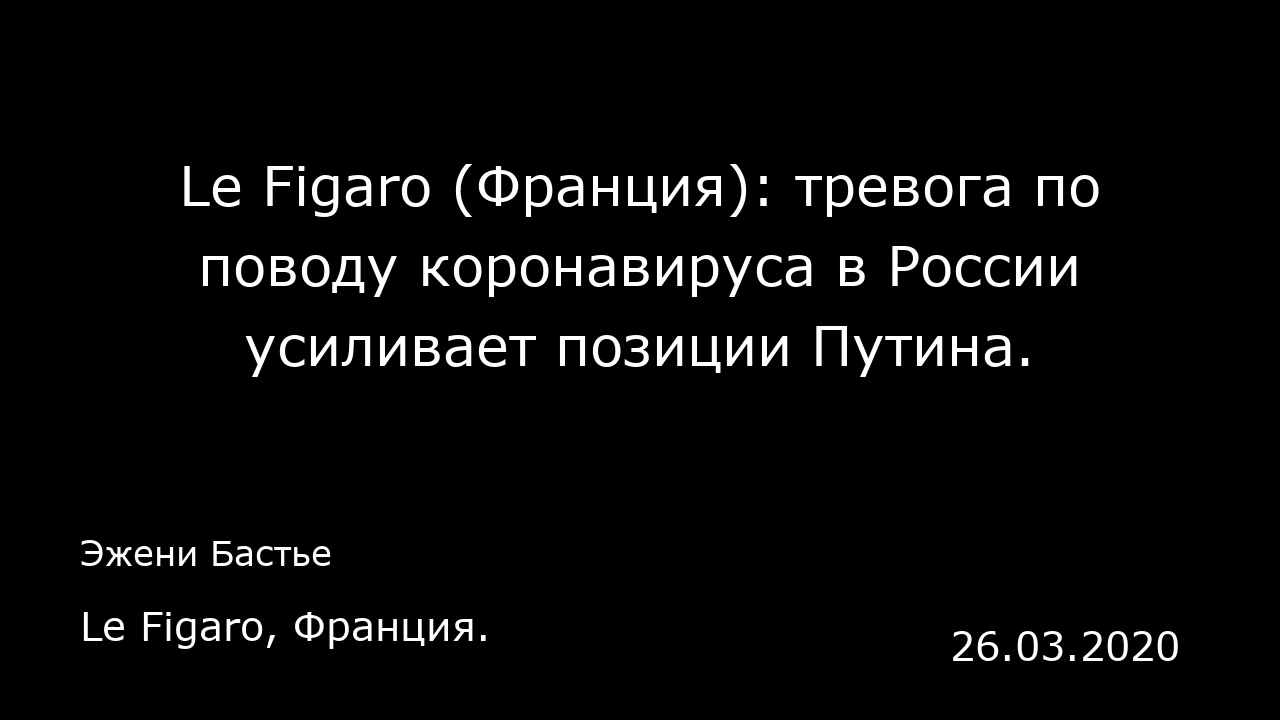 Le Figaro (Франция): тревога по
поводу коронавируса в России
усиливает позиции Путина.
Эжени Бастье
Le Figaro, Франция.
26.03.2020